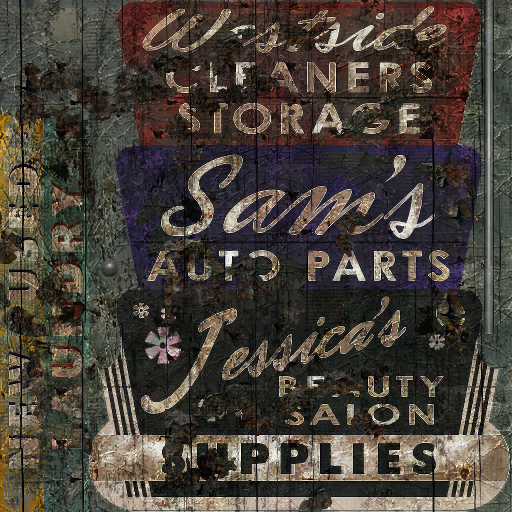 Westside
CLEANERS
STORAGE
Sam's
AUTO PARTS
Jessica's
BEAUTY
SALON
SUPPLIES
NEW USED
LAUNDRY